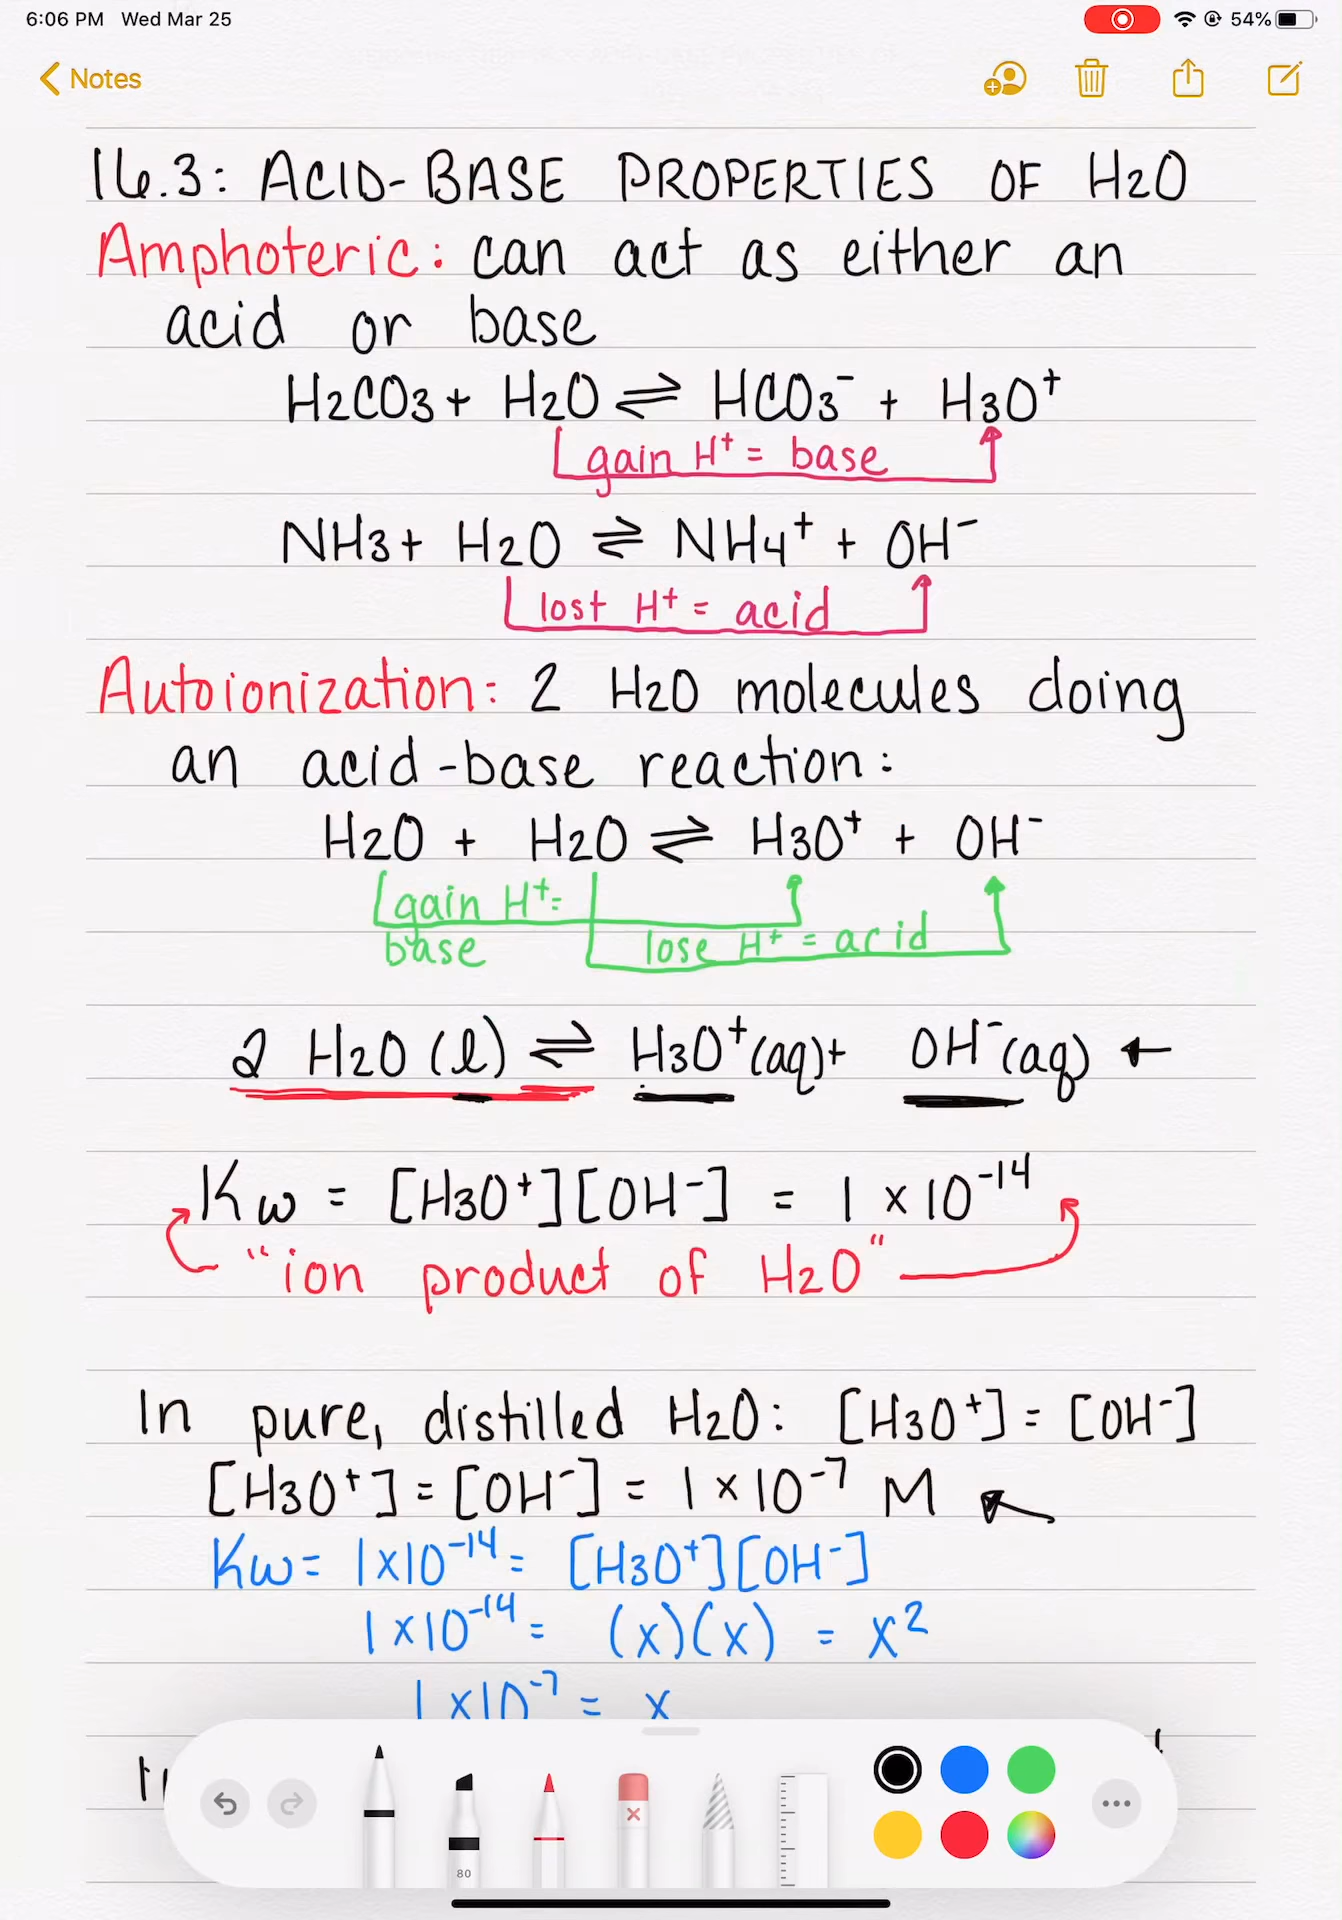 6:06 PM Wed Mar 25
54%
Notes
16.3: ACID-BASE PROPERTIES OF H2O
Amphoteric: can act as either an
acid or base
H2CO3 + H2O ⇌ HCO3⁻ + H3O⁺
gain H⁺ = base
NH3 + H2O ⇌ NH4⁺ + OH⁻
lost H⁺ = acid
Autoionization: 2 H2O molecules doing
an acid-base reaction:
H2O + H2O ⇌ H3O⁺ + OH⁻
gain H⁺ =
base
lose H⁺ = acid
2 H2O (l) ⇌ H3O⁺(aq) + OH⁻(aq) ←
Kw = [H3O⁺][OH⁻] = 1 x 10⁻¹⁴
"ion product of H2O"
In pure, distilled H2O: [H3O⁺] = [OH⁻]
[H3O⁺] = [OH⁻] = 1 x 10⁻⁷ M
Kw = 1x10⁻¹⁴ = [H3O⁺][OH⁻]
1x10⁻¹⁴ = (x)(x) = x²
1x10⁻⁷ = x
80